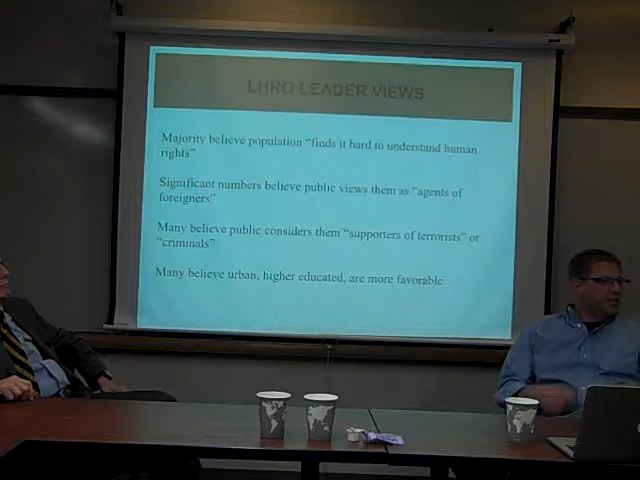 LHRO LEADER VIEWS
Majority believe population "finds it hard to understand human
rights"
Significant numbers believe public views them as "agents of
foreigners"
Many believe public considers them "supporters of terrorists" or
"criminals"
Many believe urban, higher educated, are more favorable